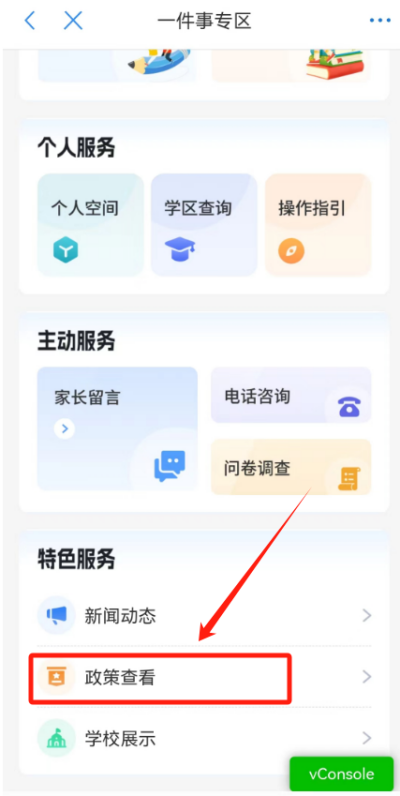 一件事专区
个人服务
个人空间
学区查询
操作指引
主动服务
家长留言
电话咨询
问卷调查
特色服务
新闻动态
政策查看
学校展示
vConsole